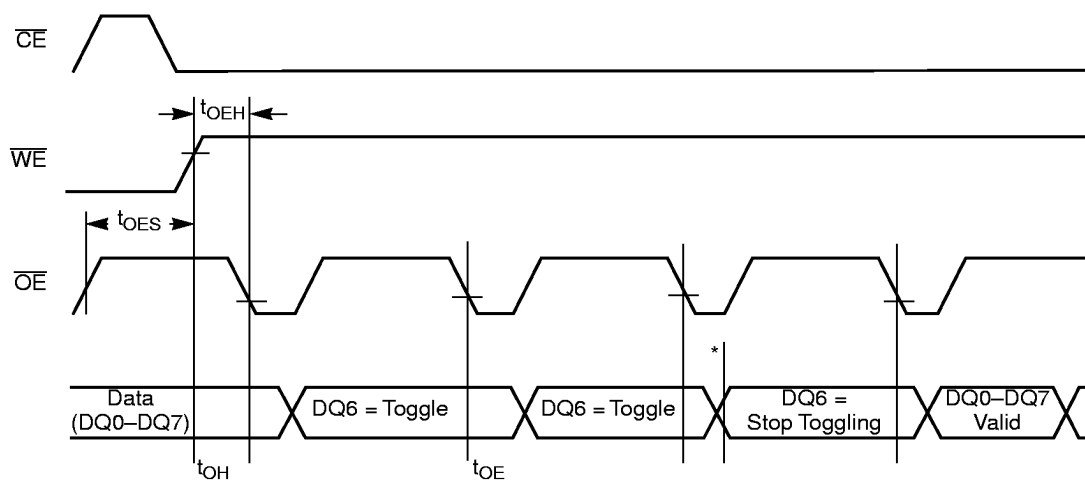 CE
tOEH
WE
tOES
OE
*
Data
(DQ0–DQ7)
DQ6 = Toggle
DQ6 = Toggle
DQ6 =
Stop Toggling
DQ0–DQ7
Valid
tOH
tOE